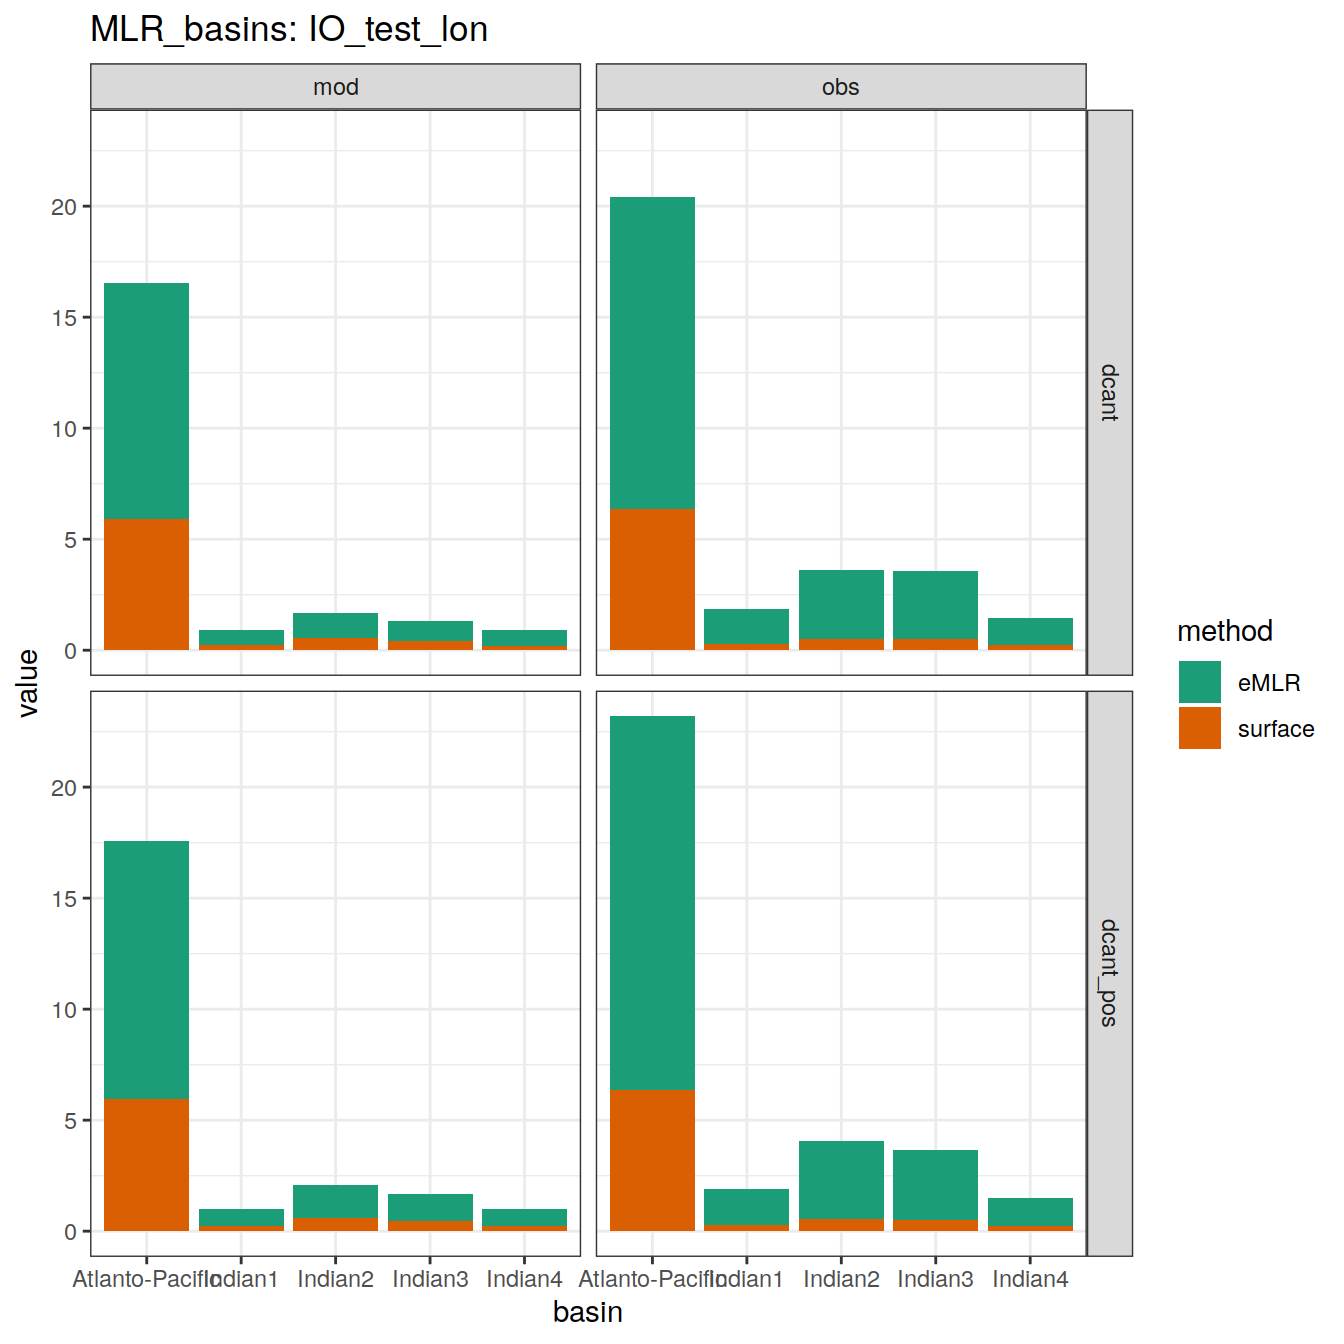 MLR_basins: IO_test_lon
mod
obs
20
15
10
5
0
dcant
20
15
10
5
0
dcant_pos
value
Atlanto-Pacific Indian1 Indian2 Indian3 Indian4 Atlanto-Pacific Indian1 Indian2 Indian3 Indian4
basin
method
eMLR
surface